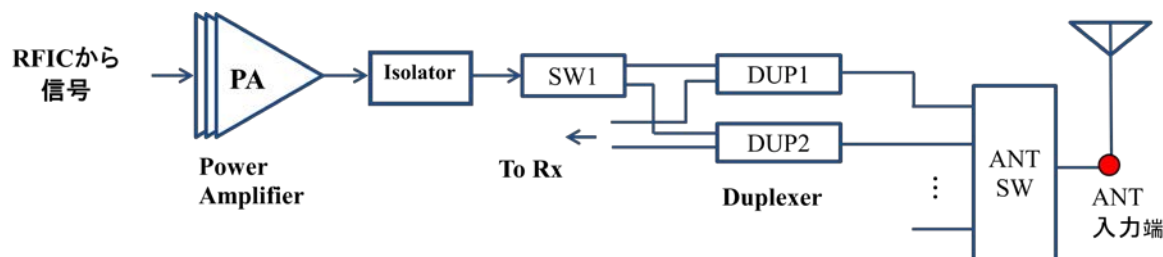 RFICから
信号
PA
Power
Amplifier
Isolator
SW1
To Rx
DUP1
DUP2
Duplexer
⋮
ANT
SW
ANT
入力端